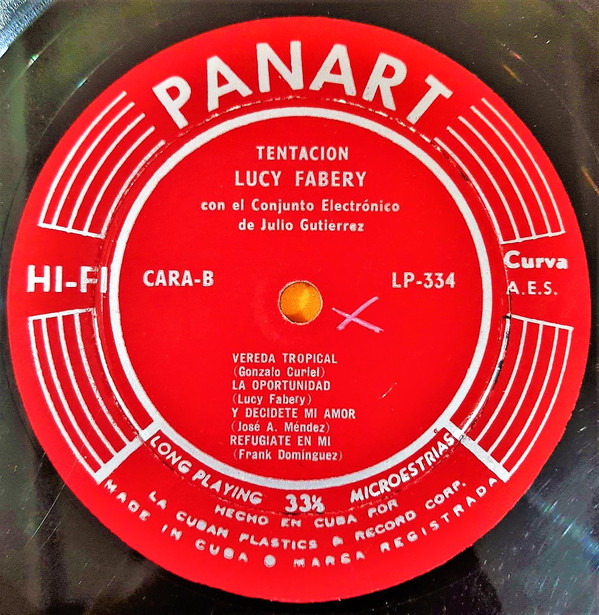 PANART
TENTACION
LUCY FABERY
con el Conjunto Electrónico
de Julio Gutierrez
HI-FI
CARA-B
LP-334
Curva
A.E.S.
VEREDA TROPICAL
(Gonzalo Curiel)
LA OPORTUNIDAD
(Lucy Fabery)
Y DECIDETE MI AMOR
(José A. Méndez)
REFUGIATE EN MI
(Frank Domínguez)
LONG PLAYING 33⅓ MICROESTRIAS
HECHO EN CUBA POR
LA CUBAN PLASTICS & RECORD CORP.
MADE IN CUBA MARCA REGISTRADA